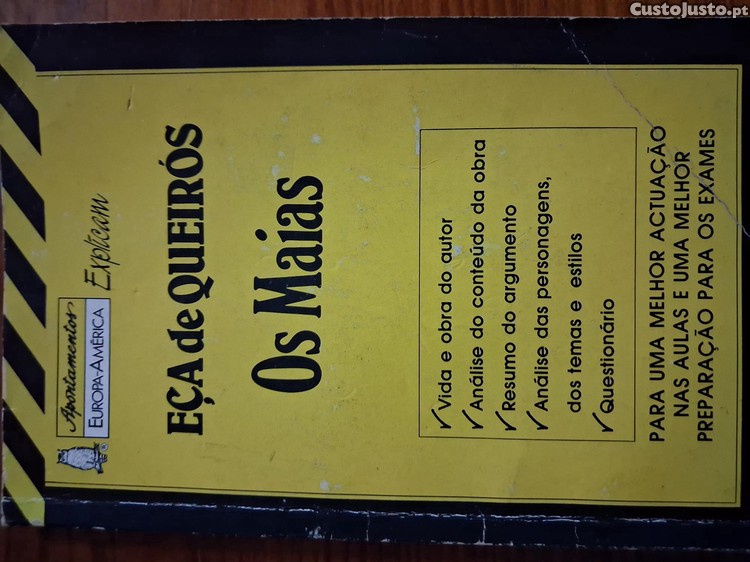 CustoJusto.pt
Apontamentos
EUROPA-AMÉRICA
Explicam
EÇA de QUEIRÓS
Os Maias
✓Vida e obra do autor
✓Análise do conteúdo da obra
✓Resumo do argumento
✓Análise das personagens,
dos temas e estilos
✓Questionário
PARA UMA MELHOR ACTUAÇÃO
NAS AULAS E UMA MELHOR
PREPARAÇÃO PARA OS EXAMES